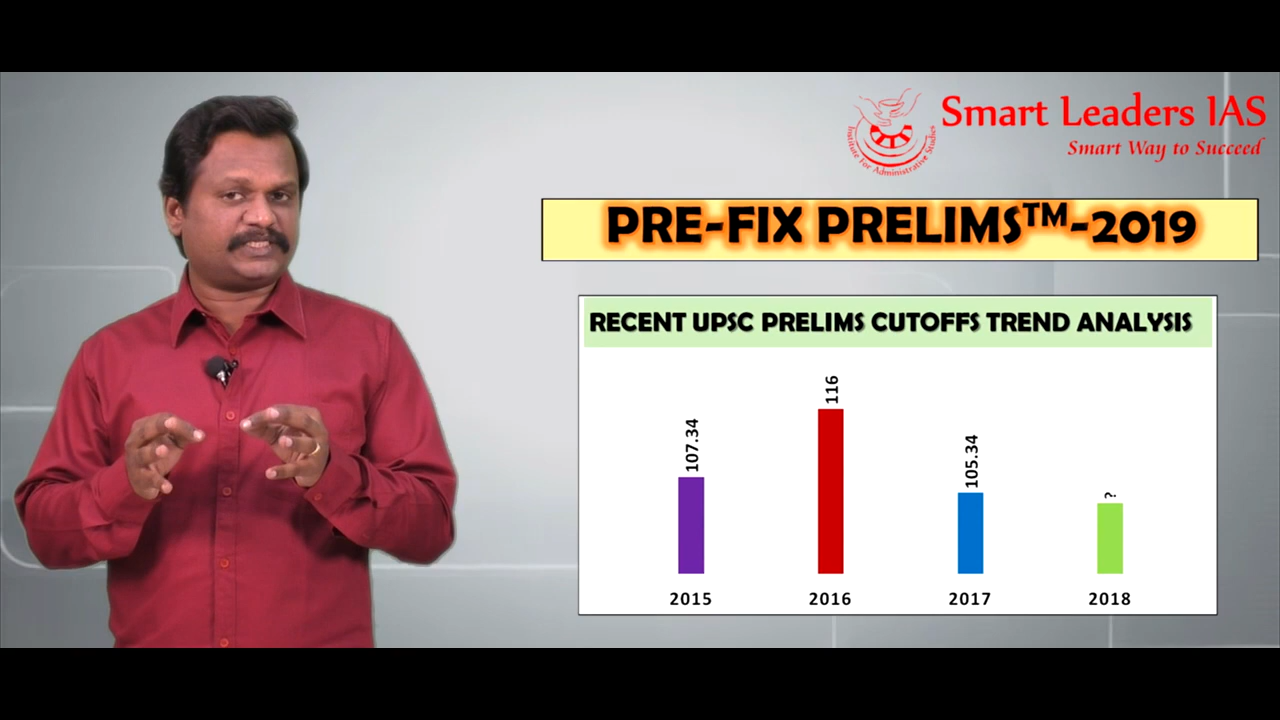 Smart Leaders IAS
Smart Way to Succeed
Institute For Administrative Studies
PRE-FIX PRELIMS™-2019
RECENT UPSC PRELIMS CUTOFFS TREND ANALYSIS
107.34
116
105.34
?
2015 2016 2017 2018